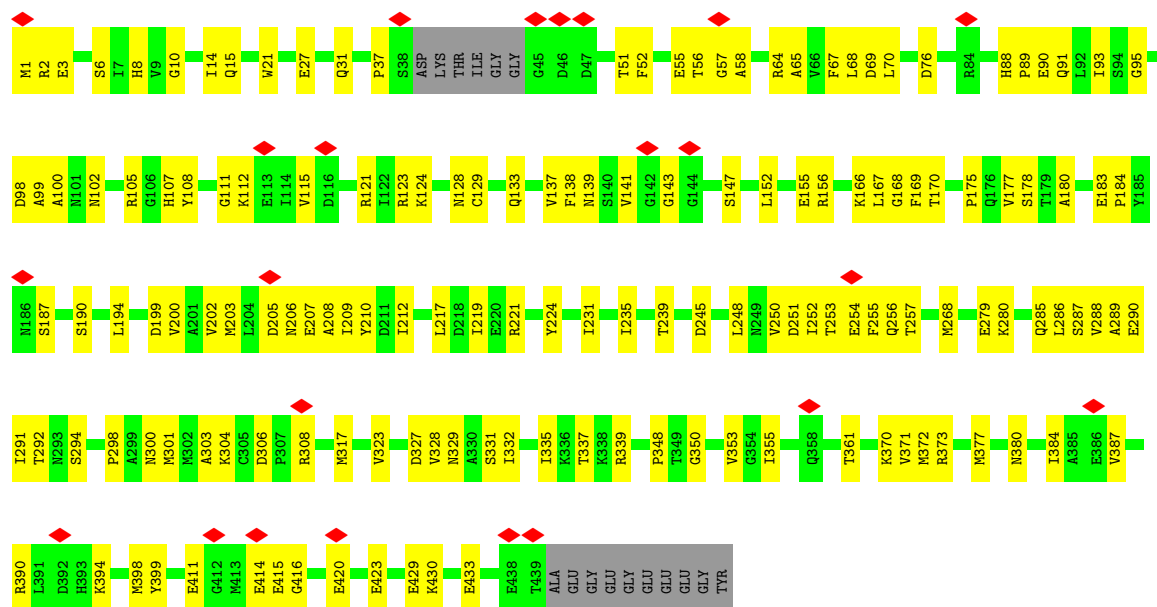 M1 R2 E3 S6 I7 H8 V9 G10 I14 Q15 W21 E27 Q31 P37 S38 ASP LYS THR ILE GLY GLY G45 D46 D47 T51 F52 E55 T56 G57 A58 R64 A65 V66 F67 L68 D69 L70 D76 R84 H88 P89 E90 Q91 L92 I93 S94 G95
D98 A99 A100 N101 N102 R105 G106 H107 Y108 G111 K112 E113 I114 V115 D116 R121 I122 R123 K124 N128 C129 Q133 V137 F138 N139 S140 V141 G142 G143 G144 S147 L152 E155 R156 K166 L167 G168 F169 T170 P175 Q176 V177 S178 T179 A180 E183 P184 Y185
N186 S187 S190 L194 D199 V200 A201 V202 M203 L204 D205 N206 E207 A208 I209 Y210 D211 I212 L217 D218 I219 E220 R221 Y224 I231 I235 T239 D245 L248 N249 V250 D251 I252 T253 E254 F255 Q256 T257 M268 E279 K280 Q285 L286 S287 V288 A289 E290
I291 T292 N293 S294 P298 A299 N300 M301 M302 A303 K304 C305 D306 P307 R308 M317 V323 D327 V328 N329 A330 S331 I332 I335 K336 T337 K338 R339 P348 T349 G350 V353 G354 I355 Q358 T361 K370 V371 M372 R373 M377 N380 I384 A385 E386 V387
R390 L391 D392 H393 K394 M398 Y399 E411 G412 M413 E414 E415 G416 E420 E423 E429 K430 E433 E438 T439 ALA GLU GLY GLU GLY GLU GLU GLU GLY TYR